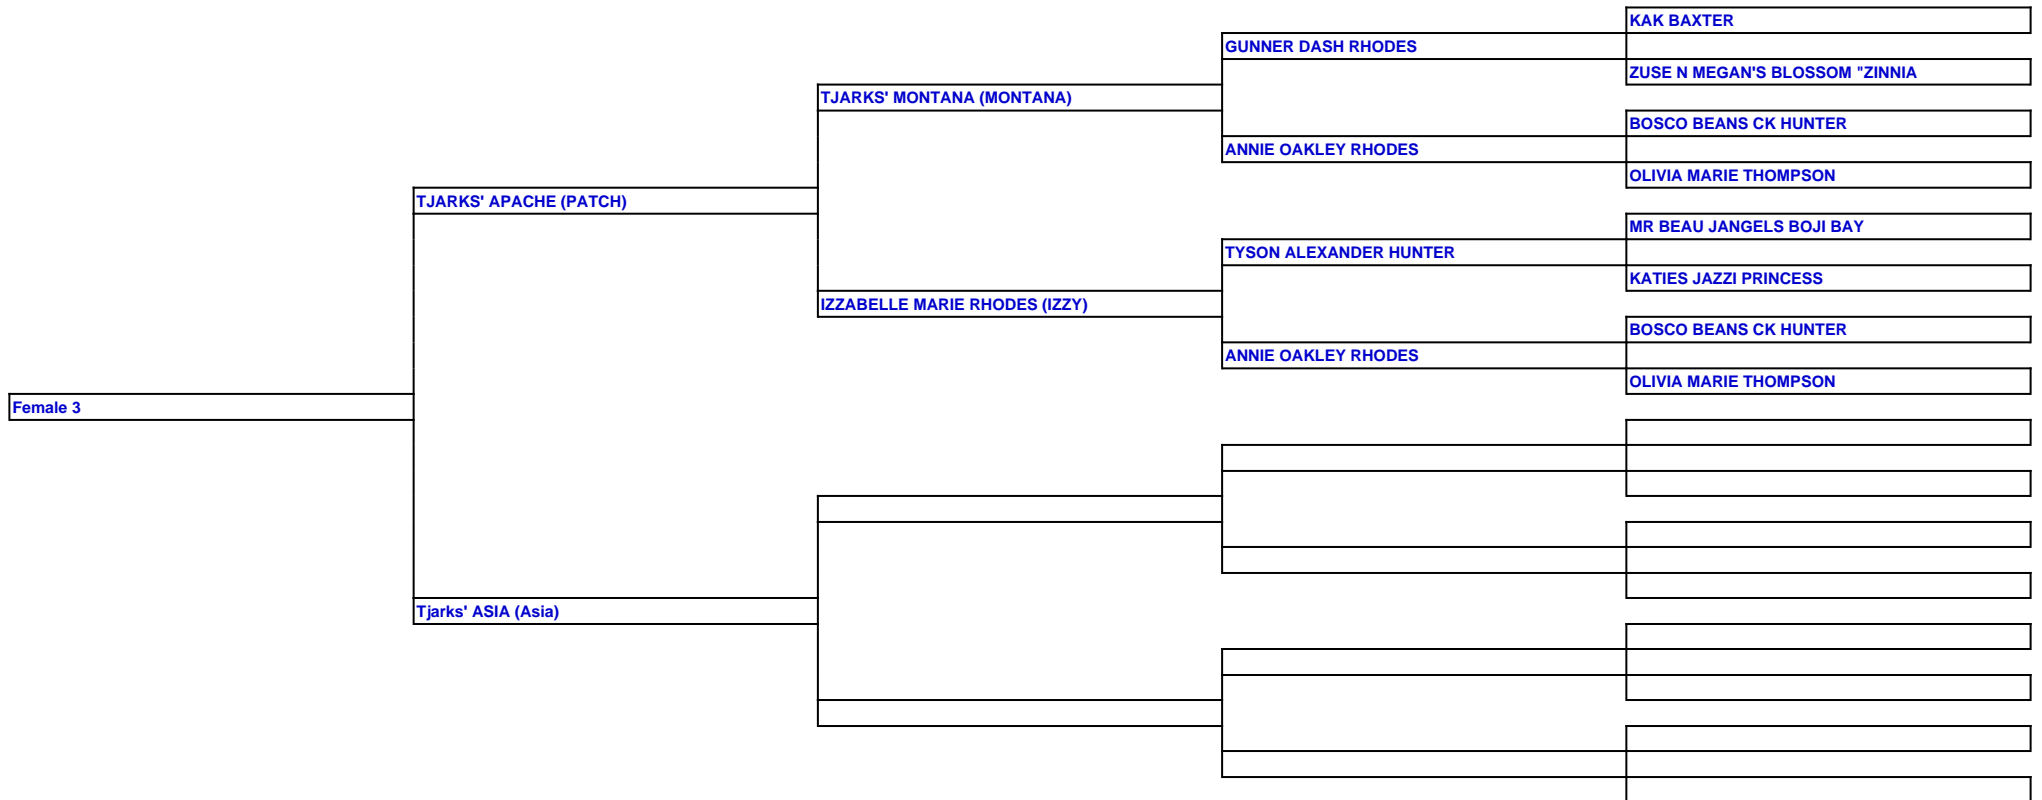 KAK BAXTER
GUNNER DASH RHODES
ZUSE N MEGAN'S BLOSSOM "ZINNIA
TJARKS' MONTANA (MONTANA)
BOSCO BEANS CK HUNTER
ANNIE OAKLEY RHODES
OLIVIA MARIE THOMPSON
TJARKS' APACHE (PATCH)
MR BEAU JANGELS BOJI BAY
TYSON ALEXANDER HUNTER
KATIES JAZZI PRINCESS
IZZABELLE MARIE RHODES (IZZY)
BOSCO BEANS CK HUNTER
ANNIE OAKLEY RHODES
OLIVIA MARIE THOMPSON
Female 3
Tjarks' ASIA (Asia)